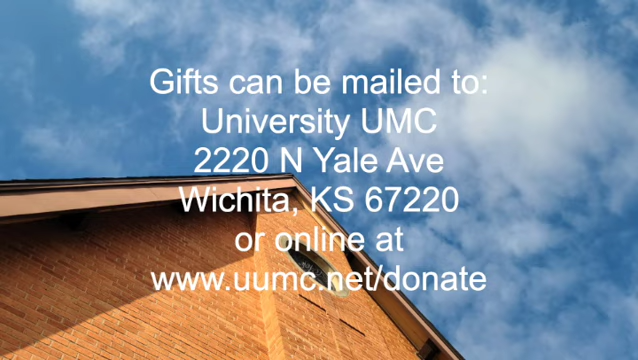 Gifts can be mailed to:
University UMC
2220 N Yale Ave
Wichita, KS 67220
or online at
www.uumc.net/donate